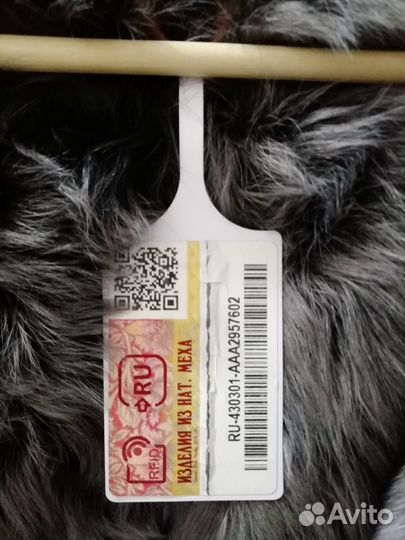 RU
RFID
ИЗДЕЛИЯ ИЗ НАТ. МЕХА
RU-430301-AAA2957602
Avito